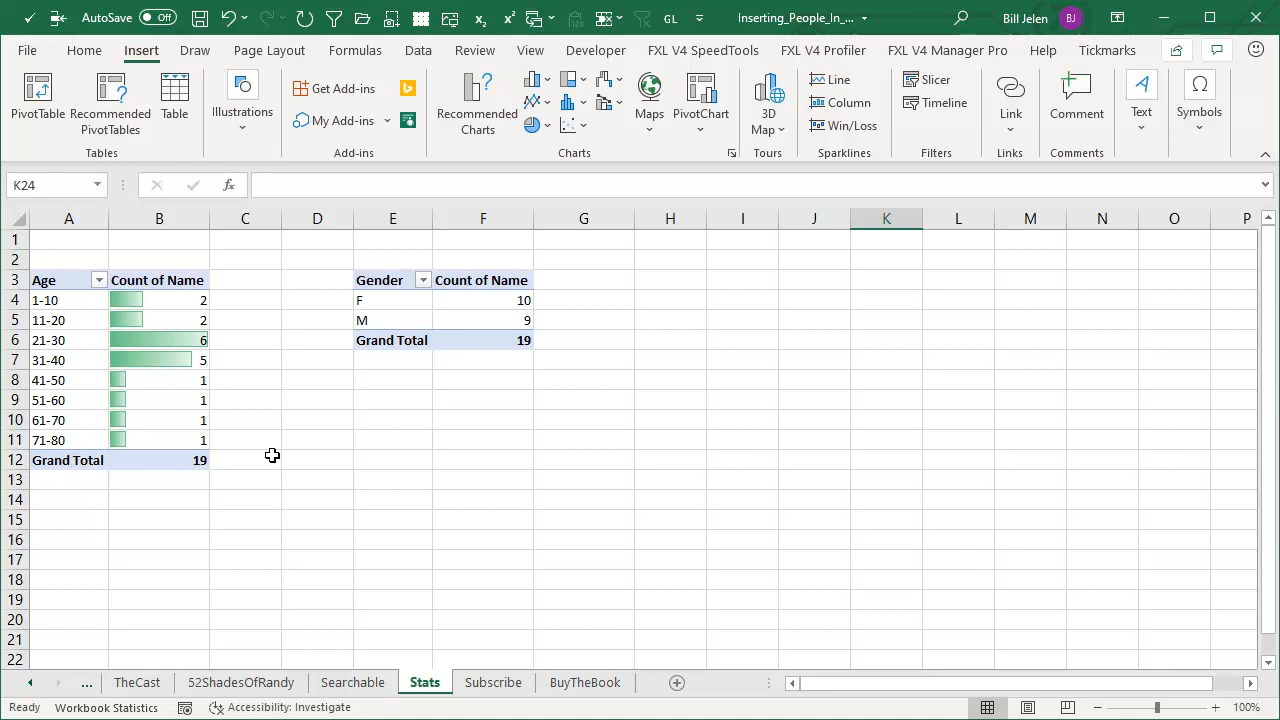 AutoSave Off Inserting_People_In_... Bill Jelen BJ
File Home Insert Draw Page Layout Formulas Data Review View Developer FXL V4 SpeedTools FXL V4 Profiler FXL V4 Manager Pro Help Tickmarks
PivotTable Recommended PivotTables Table Illustrations Get Add-ins My Add-ins Recommended Charts Maps PivotChart 3D Map Line Column Win/Loss Slicer Timeline Link Comment Text Symbols
Tables Add-ins Charts Tours Sparklines Filters Links Comments
K24 fx
A B C D E F G H I J K L M N O P
1
2
3 Age Count of Name Gender Count of Name
4 1-10 2 F 10
5 11-20 2 M 9
6 21-30 6 Grand Total 19
7 31-40 5
8 41-50 1
9 51-60 1
10 61-70 1
11 71-80 1
12 Grand Total 19
13
14
15
16
17
18
19
20
21
22
... TheCast 52ShadesOfRandy Searchable Stats Subscribe BuyTheBook
Ready Workbook Statistics Accessibility: Investigate 100%